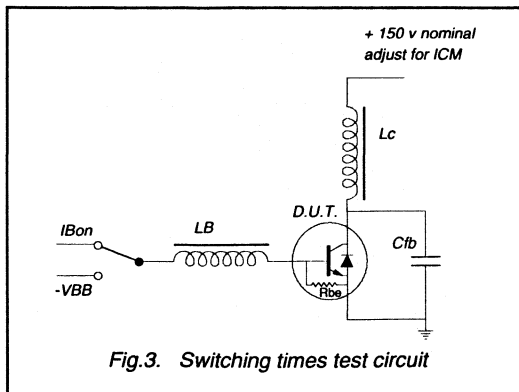 + 150 v nominal
adjust for ICM
Lc
D.U.T.
LB
IBon
Cfb
-VBB
Rbe
Fig.3. Switching times test circuit